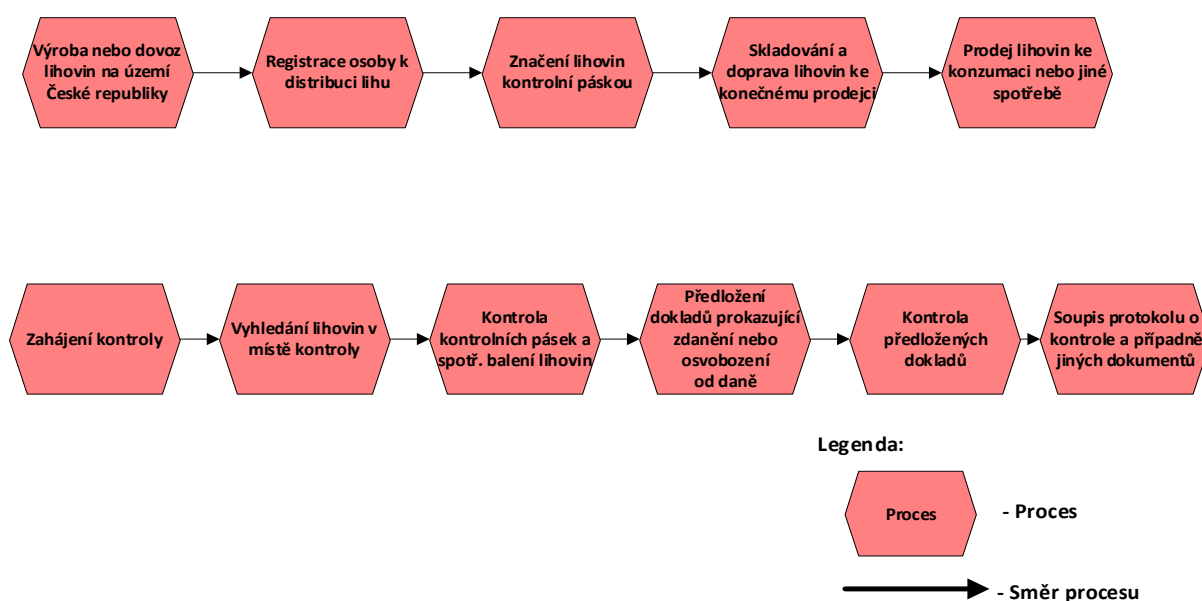 Výroba nebo dovoz
lihovin na území
České republiky
Registrace osoby k
distribuci lihu
Značení lihovin
kontrolní páskou
Skladování a
doprava lihovin ke
konečnému prodejci
Prodej lihovin ke
konzumaci nebo jiné
spotřebě
Zahájení kontroly
Vyhledání lihovin v
místě kontroly
Kontrola
kontrolních pásek a
spotř. balení lihovin
Předložení
dokladů prokazující
zdanění nebo
osvobození
od daně
Kontrola
předložených
dokladů
Soupis protokolu o
kontrole a případně
jiných dokumentů
Legenda:
Proces
- Proces
- Směr procesu